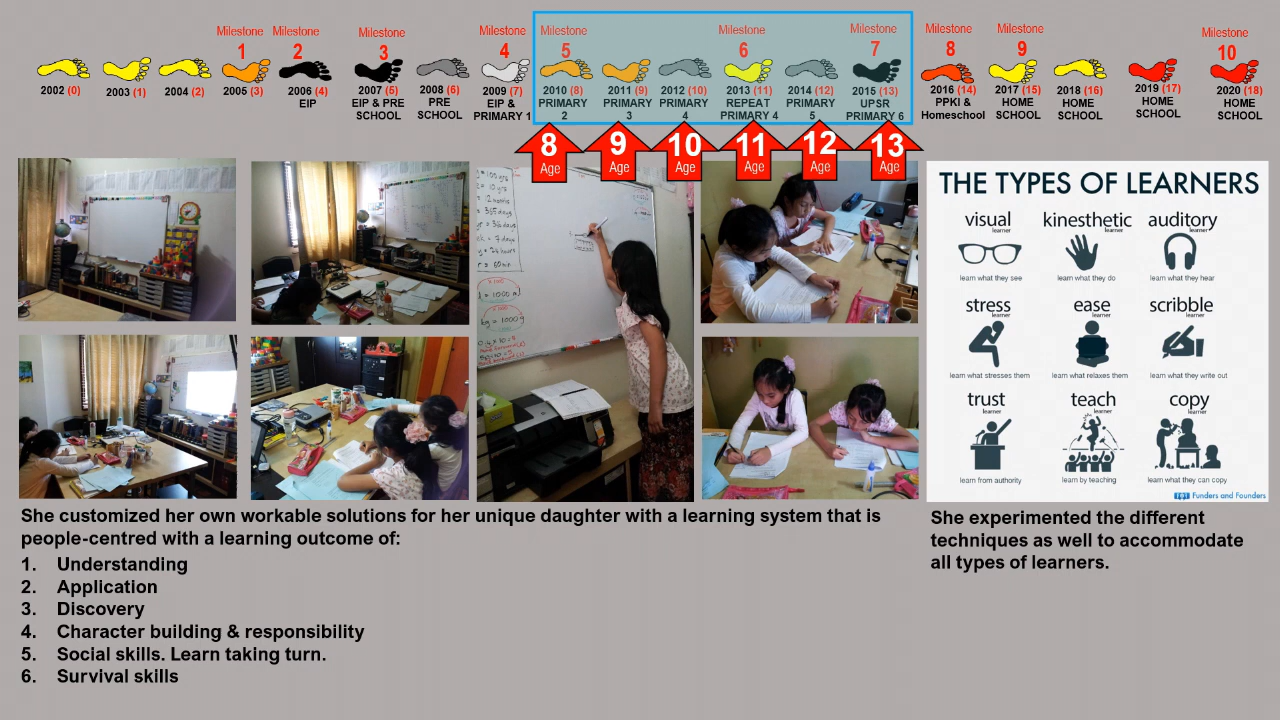 Milestone Milestone Milestone Milestone Milestone Milestone Milestone Milestone Milestone Milestone
1 2 3 4 5 6 7 8 9 10
2002 (0)
2003 (1)
2004 (2)
2005 (3)
2006 (4)
EIP
2007 (5)
EIP & PRE
SCHOOL
2008 (6)
PRE
SCHOOL
2009 (7)
EIP &
PRIMARY 1
2010 (8)
PRIMARY
2
2011 (9)
PRIMARY
3
2012 (10)
PRIMARY
4
2013 (11)
REPEAT
PRIMARY 4
2014 (12)
PRIMARY
5
2015 (13)
UPSR
PRIMARY 6
2016 (14)
PPKI &
Homeschool
2017 (15)
HOME
SCHOOL
2018 (16)
HOME
SCHOOL
2019 (17)
HOME
SCHOOL
2020 (18)
HOME
SCHOOL
8
Age
9
Age
10
Age
11
Age
12
Age
13
Age
THE TYPES OF LEARNERS
visual
learner
learn what they see
kinesthetic
learner
learn what they do
auditory
learner
learn what they hear
stress
learner
learn what stresses them
ease
learner
learn what relaxes them
scribble
learner
learn what they write out
trust
learner
learn from authority
teach
learner
learn by teaching
copy
learner
learn what they can copy
Funders and Founders
She customized her own workable solutions for her unique daughter with a learning system that is
people-centred with a learning outcome of:
1. Understanding
2. Application
3. Discovery
4. Character building & responsibility
5. Social skills. Learn taking turn.
6. Survival skills
She experimented the different
techniques as well to accommodate
all types of learners.